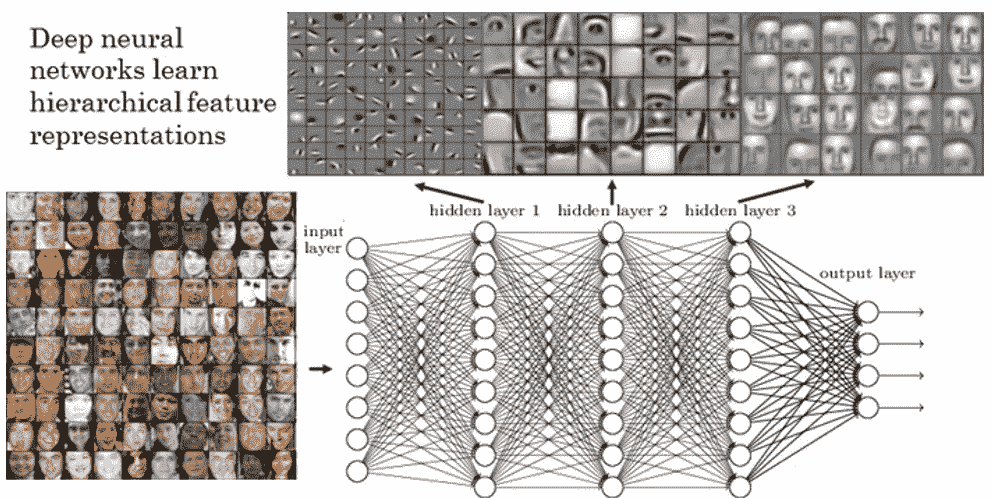 Deep neural
networks learn
hierarchical feature
representations
hidden layer 1 hidden layer 2 hidden layer 3
input
layer
output layer